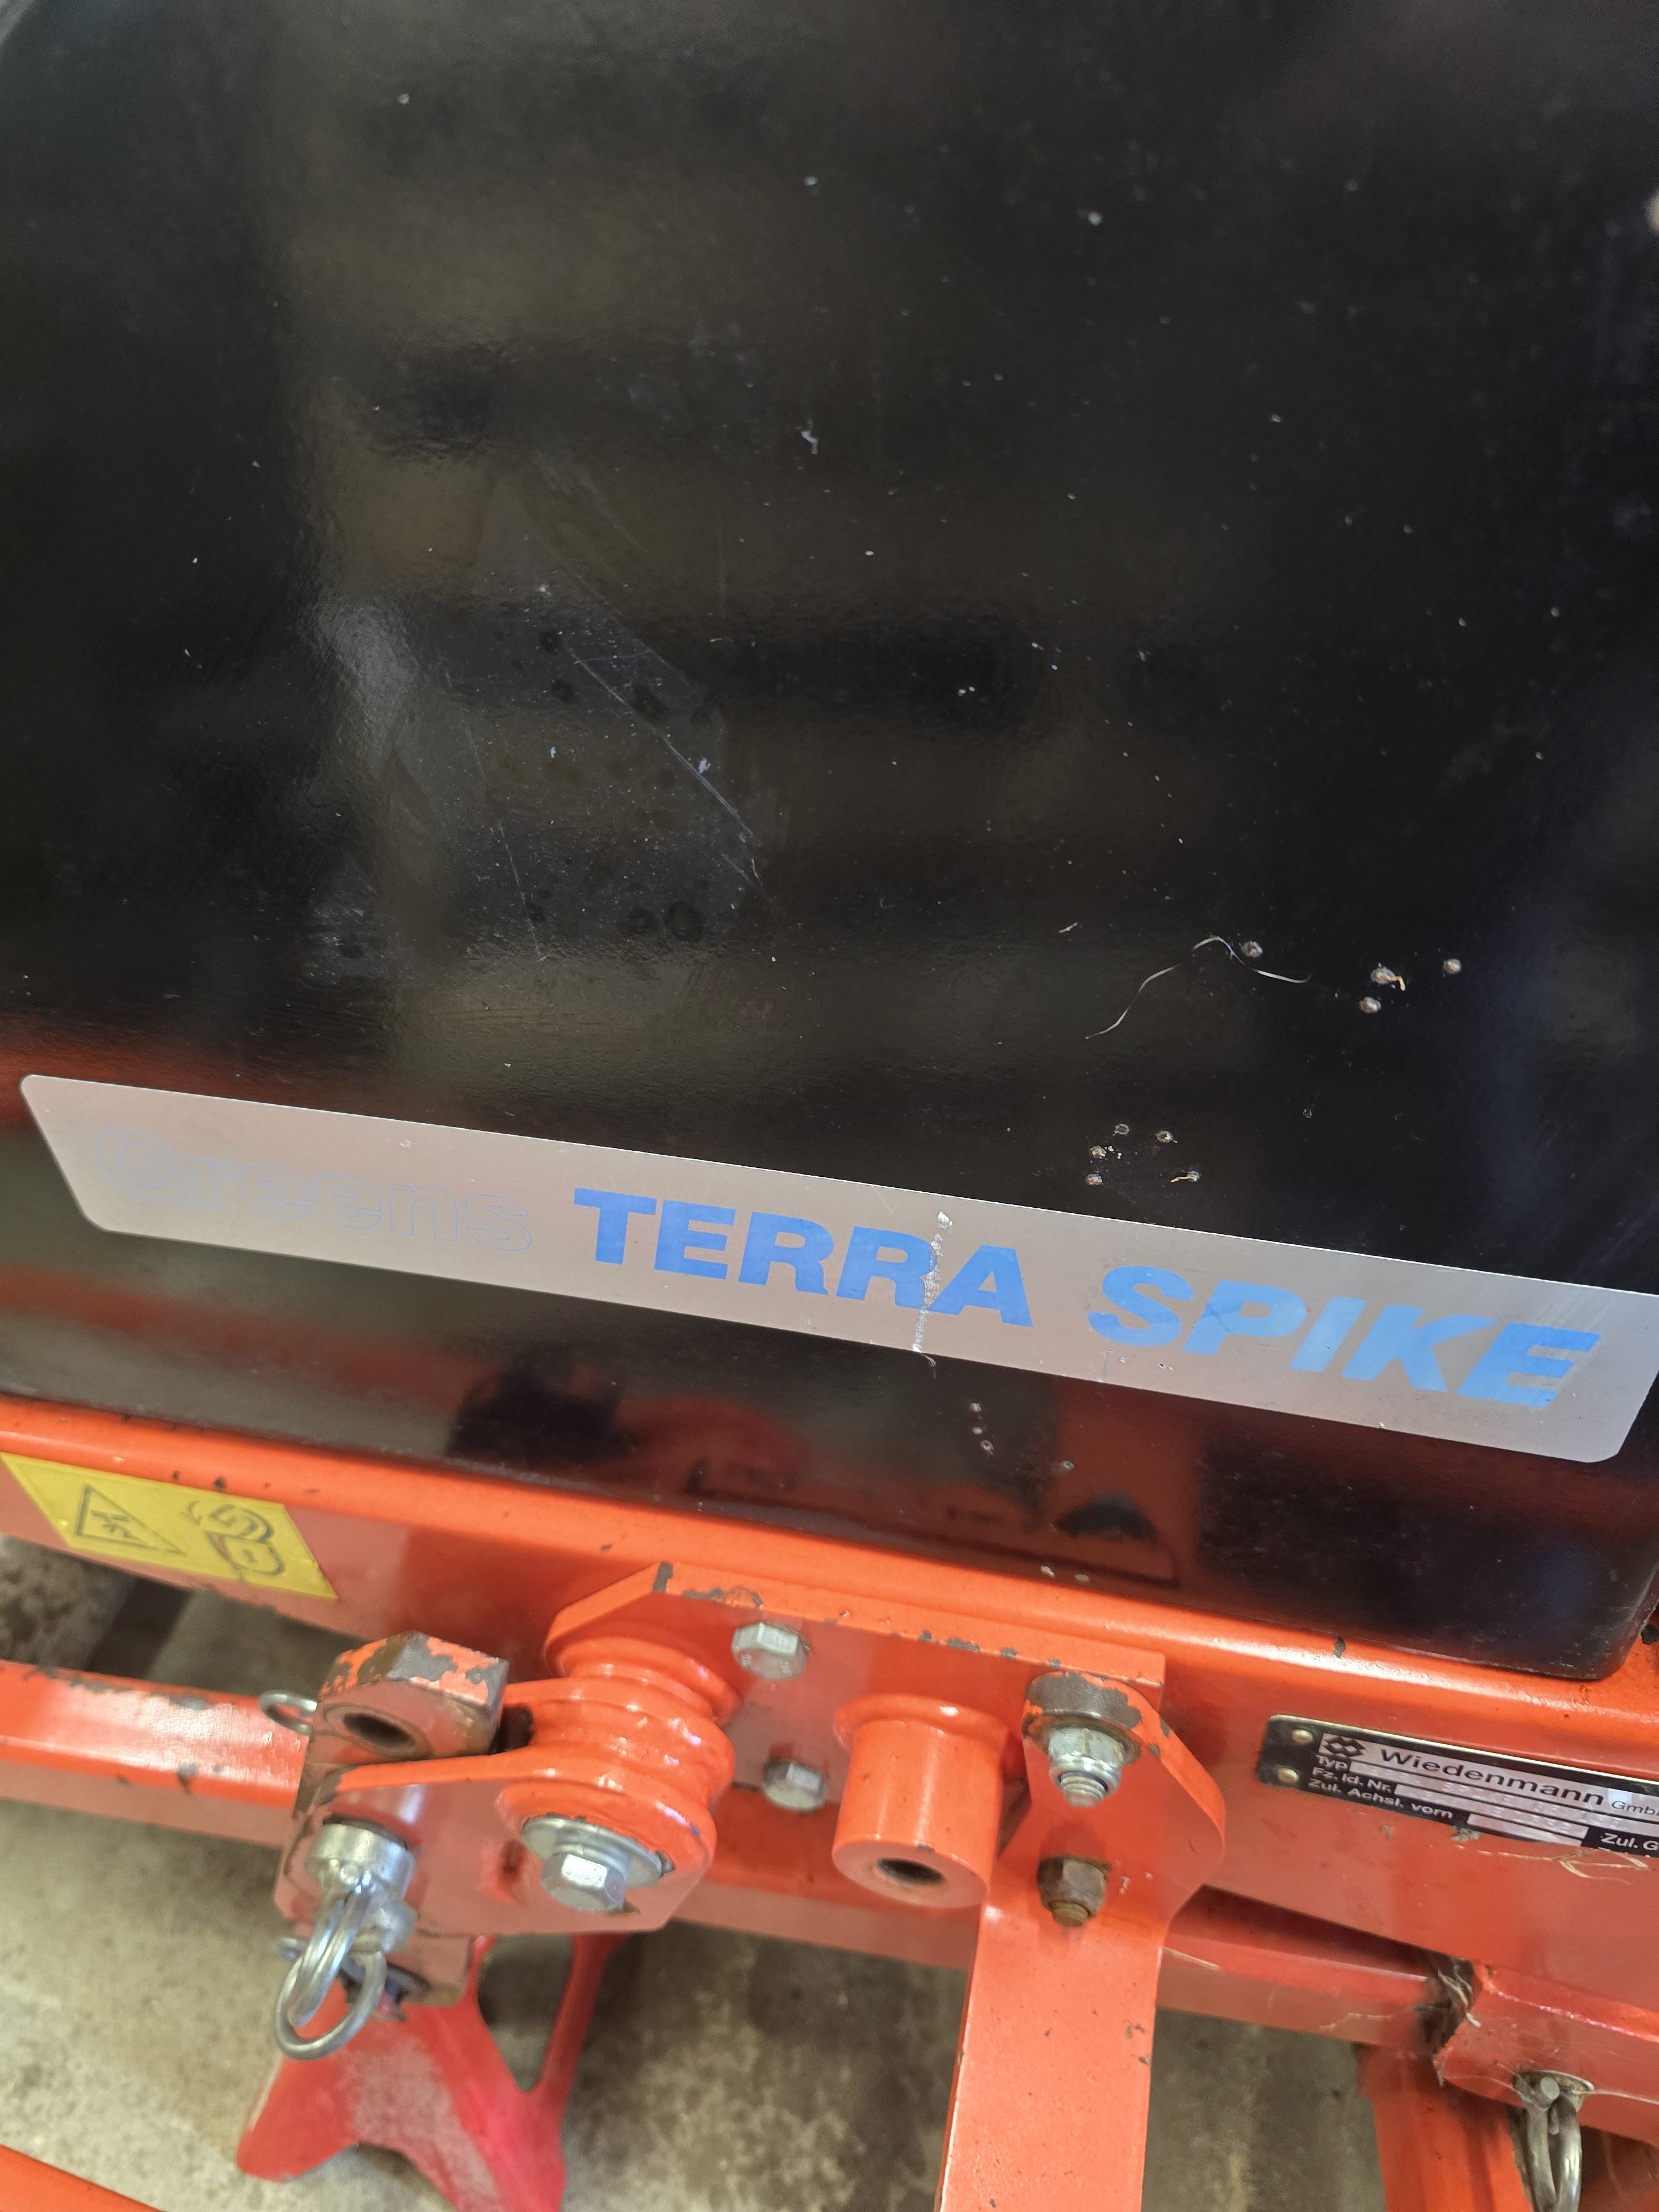 Greens TERRA SPIKE
Wiedenmann GmbH
Typ
Fz. Id. Nr.
Zul. Achsl. vorn
Zul. G